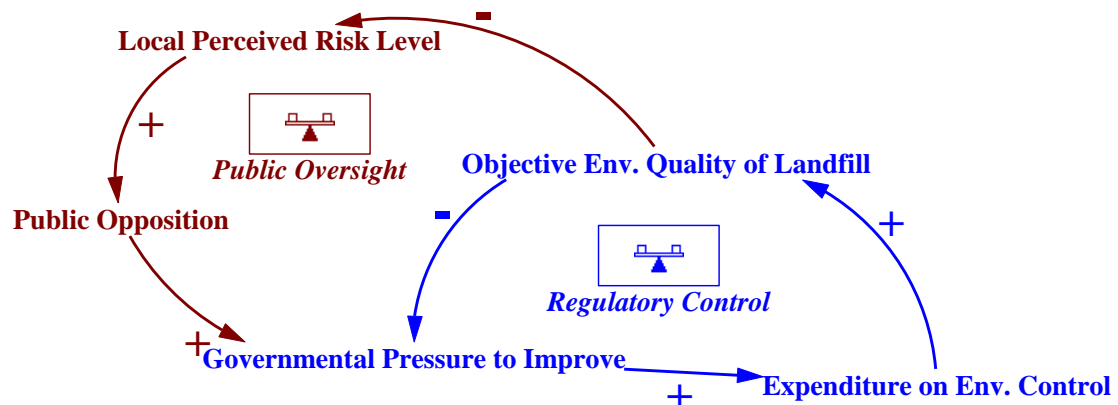 -
Local Perceived Risk Level
+
Public Oversight
Objective Env. Quality of Landfill
-
Public Opposition
+
Regulatory Control
+
Governmental Pressure to Improve
+
Expenditure on Env. Control